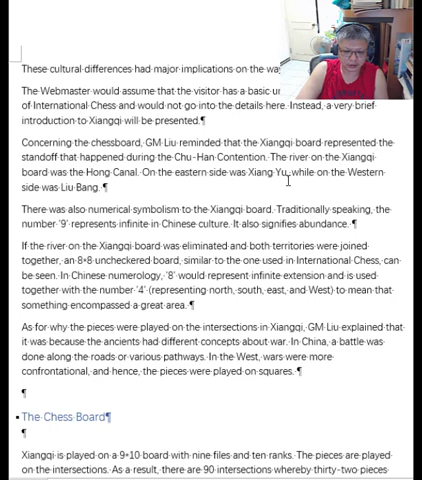 These cultural differences had major implications on the wa
The Webmaster would assume that the visitor has a basic ur
of International Chess and would not go into the details here. Instead, a very brief
introduction to Xiangqi will be presented.¶
Concerning the chessboard, GM Liu reminded that the Xiangqi board represented the
standoff that happened during the Chu-Han Contention. The river on the Xiangqi
board was the Hong Canal. On the eastern side was Xiang Yu, while on the Western
side was Liu Bang. ¶
There was also numerical symbolism to the Xiangqi board. Traditionally speaking, the
number '9' represents infinite in Chinese culture. It also signifies abundance. ¶
If the river on the Xiangqi board was eliminated and both territories were joined
together, an 8*8 uncheckered board, similar to the one used in International Chess, can
be seen. In Chinese numerology, '8' would represent infinite extension and is used
together with the number '4' (representing north, south, east, and West) to mean that
something encompassed a great area. ¶
As for why the pieces were played on the intersections in Xiangqi, GM Liu explained that
it was because the ancients had different concepts about war. In China, a battle was
done along the roads or various pathways. In the West, wars were more
confrontational, and hence, the pieces were played on squares. ¶
¶
The Chess Board¶
¶
Xiangqi is played on a 9*10 board with nine files and ten ranks. The pieces are played
on the intersections. As a result, there are 90 intersections whereby thirty-two pieces